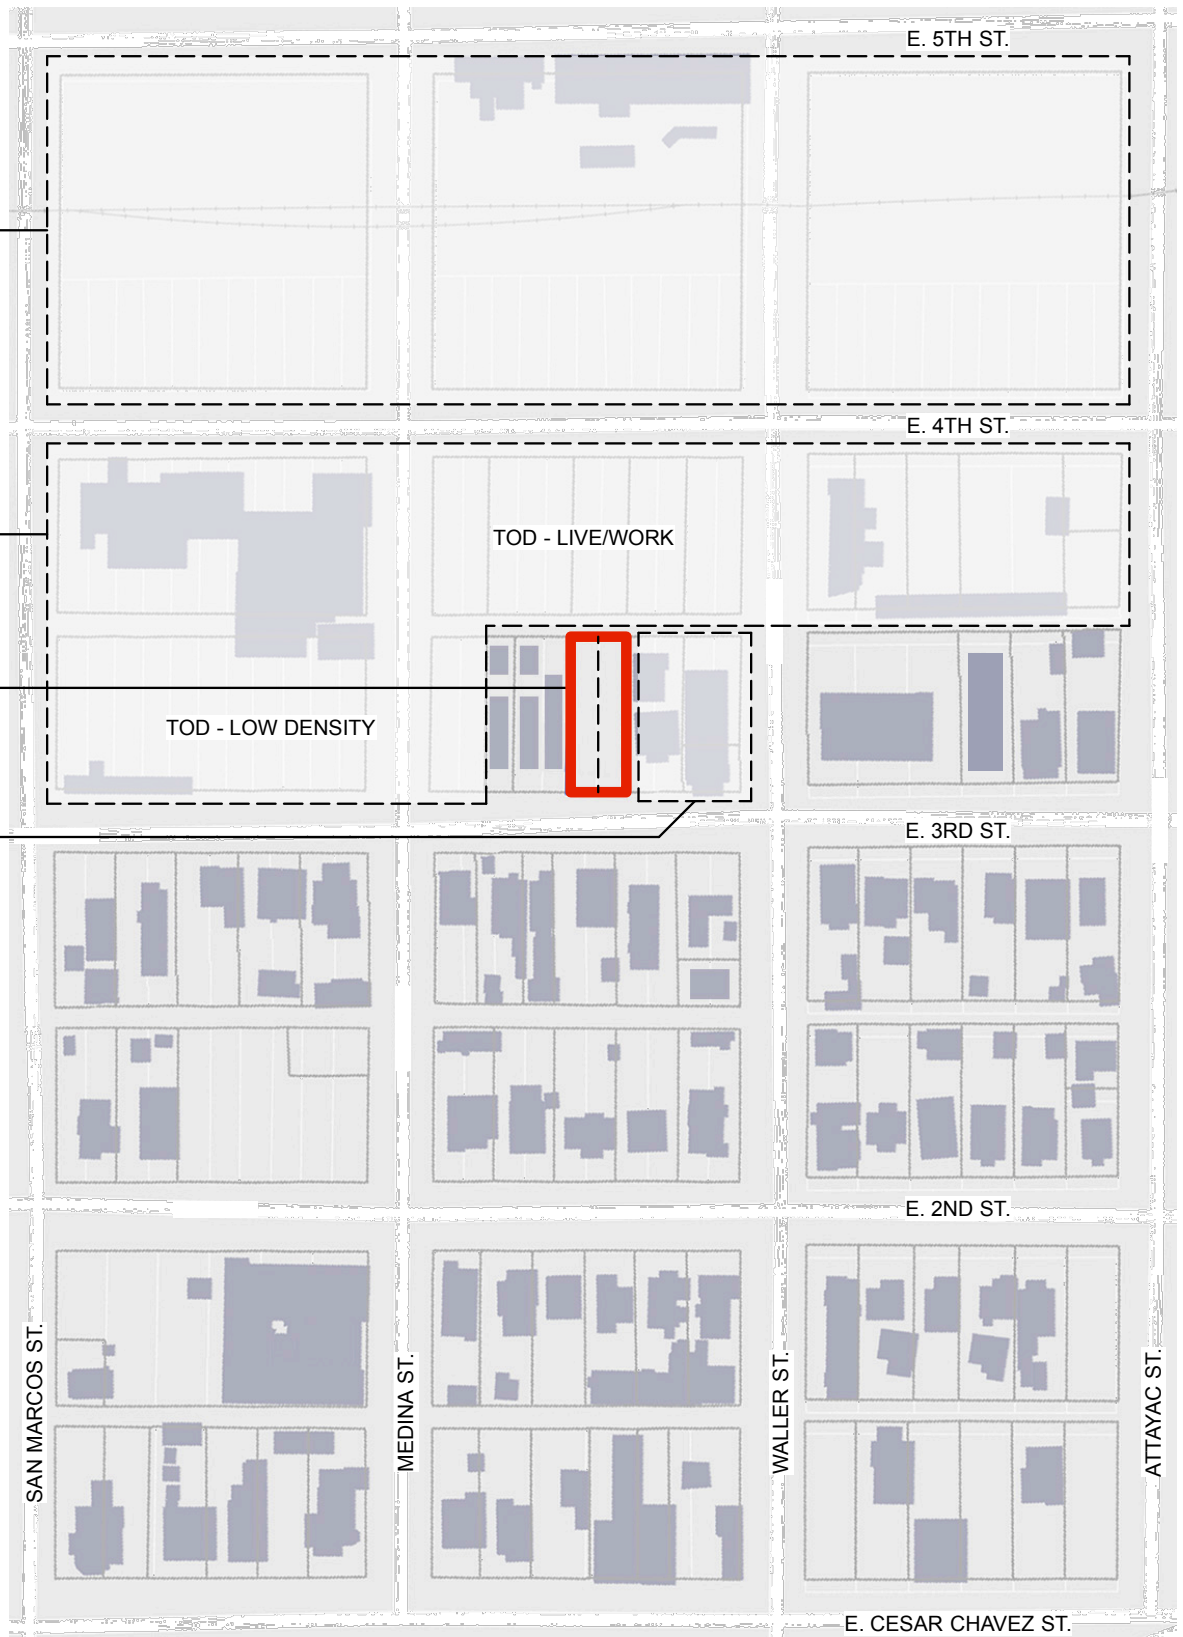 E. 5TH ST.
E. 4TH ST.
TOD - LIVE/WORK
TOD - LOW DENSITY
E. 3RD ST.
E. 2ND ST.
SAN MARCOS ST.
MEDINA ST.
WALLER ST.
ATTAYAC ST.
E. CESAR CHAVEZ ST.